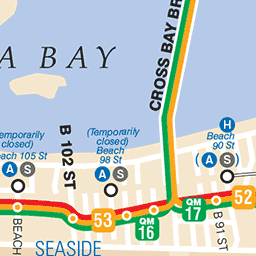 A BAY
CROSS BAY BR
(Temporarily
closed)
Beach 105 St
A S
B 102 ST
(Temporarily
closed)
Beach
98 St
A S
H
Beach
90 St
(A) S
BEACH
53
QM
16
QM
17
52
B 91 ST
SEASIDE